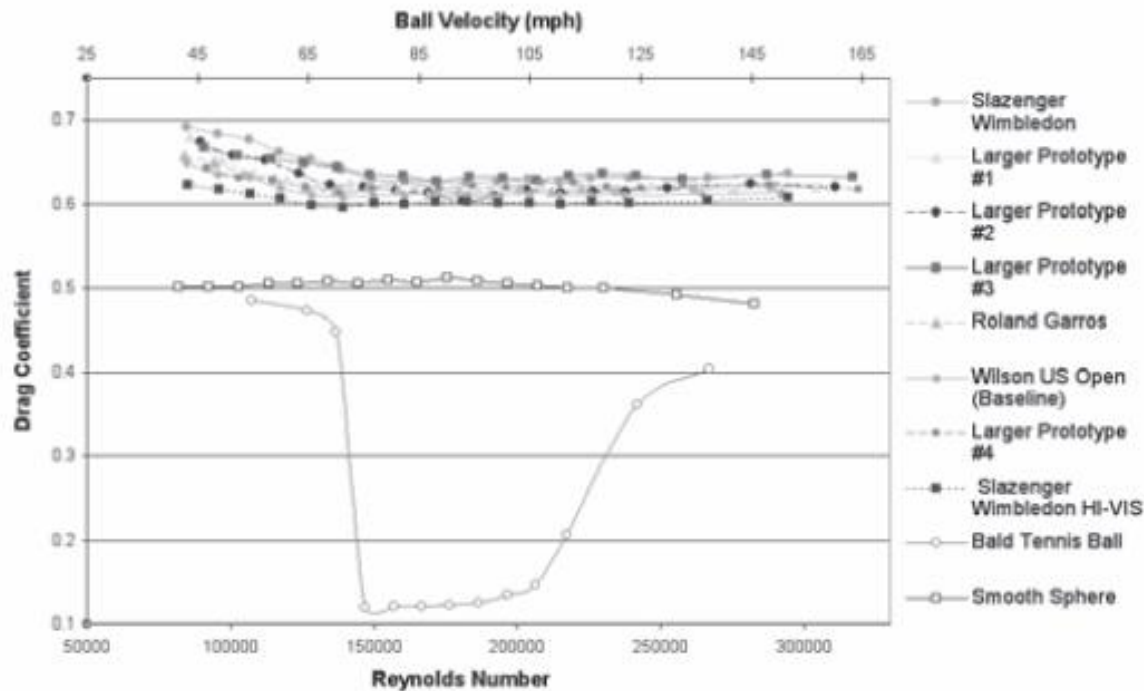 Ball Velocity (mph)
25 45 65 85 105 125 145 165
0.7
0.6
0.5
0.4
0.3
0.2
0.1
Drag Coefficient
50000 100000 150000 200000 250000 300000
Reynolds Number
Slazenger
Wimbledon
Larger Prototype
#1
Larger Prototype
#2
Larger Prototype
#3
Roland Garros
Wilson US Open
(Baseline)
Larger Prototype
#4
Slazenger
Wimbledon HI-VIS
Bald Tennis Ball
Smooth Sphere